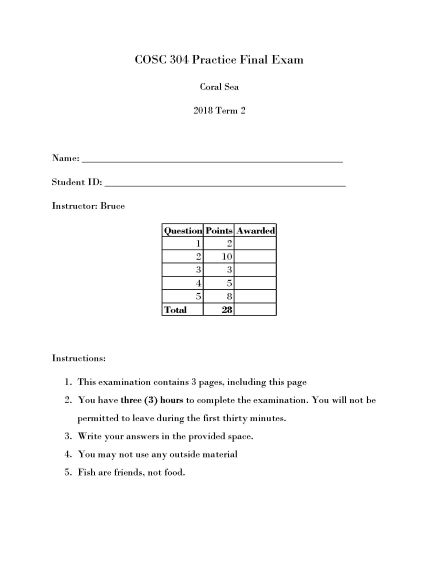 COSC 304 Practice Final Exam
Coral Sea
2018 Term 2
Name:
Student ID:
Instructor: Bruce
Question Points Awarded
1 2
2 10
3 3
4 5
5 8
Total 28
Instructions:
1. This examination contains 3 pages, including this page
2. You have three (3) hours to complete the examination. You will not be
permitted to leave during the first thirty minutes.
3. Write your answers in the provided space.
4. You may not use any outside material
5. Fish are friends, not food.